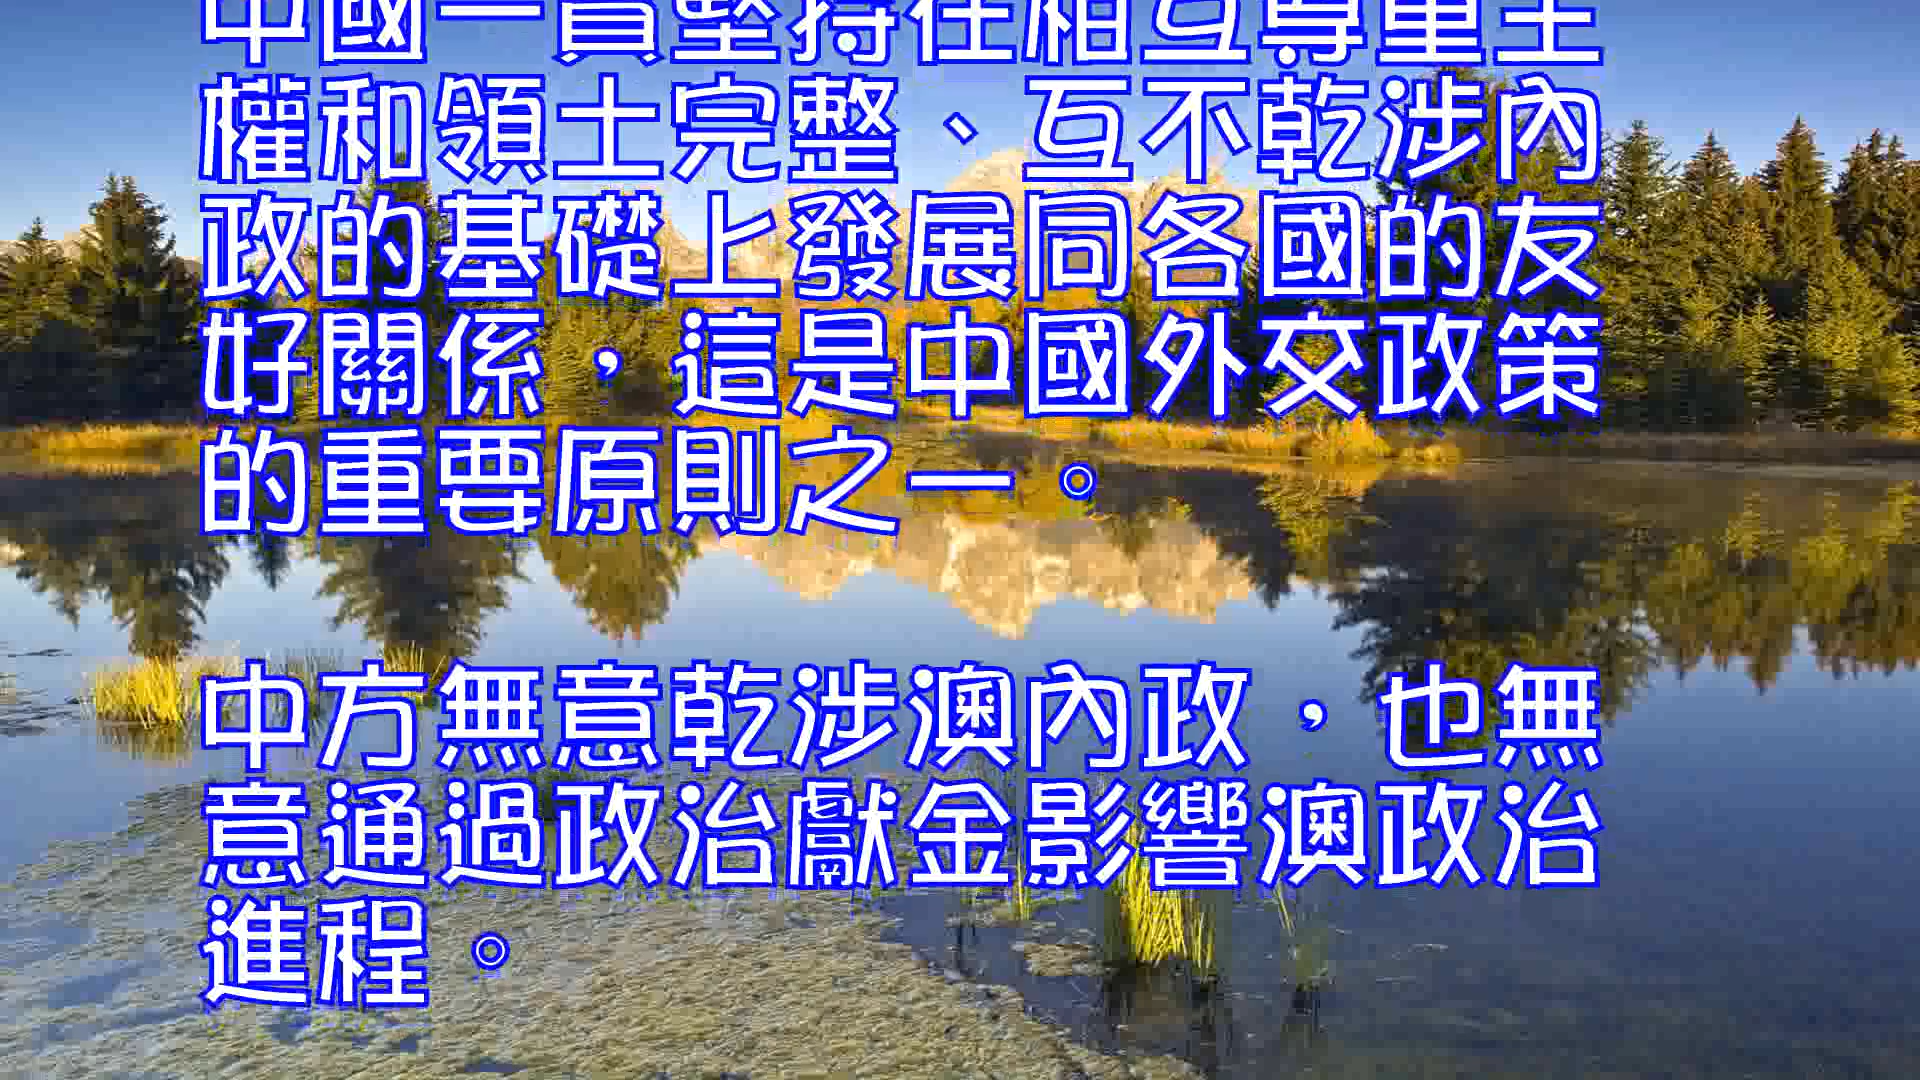 中國一貫堅持在相互尊重主
權和領土完整、互不乾涉內
政的基礎上發展同各國的友
好關係，這是中國外交政策
的重要原則之一。
中方無意乾涉澳內政，也無
意通過政治獻金影響澳政治
進程。